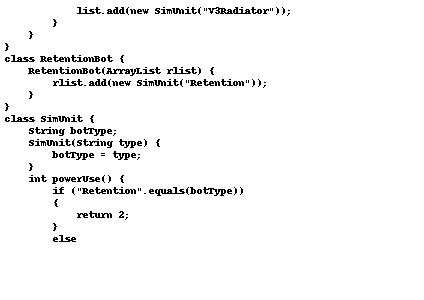 list.add(new SimUnit("V3Radiator"));
        }
    }
}
class RetentionBot {
    RetentionBot(ArrayList rlist) {
        rlist.add(new SimUnit("Retention"));
    }
}
class SimUnit {
    String botType;
    SimUnit(String type) {
        botType = type;
    }
    int powerUse() {
        if ("Retention".equals(botType))
        {
            return 2;
        }
        else